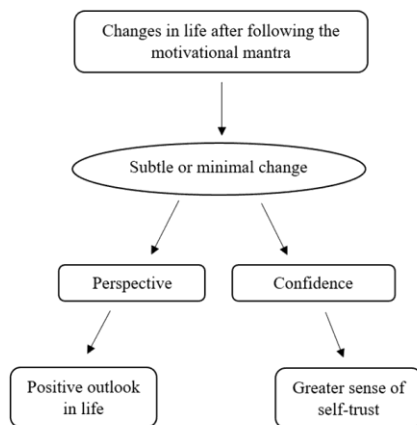 Changes in life after following the
motivational mantra
Subtle or minimal change
Perspective
Confidence
Positive outlook
in life
Greater sense of
self-trust